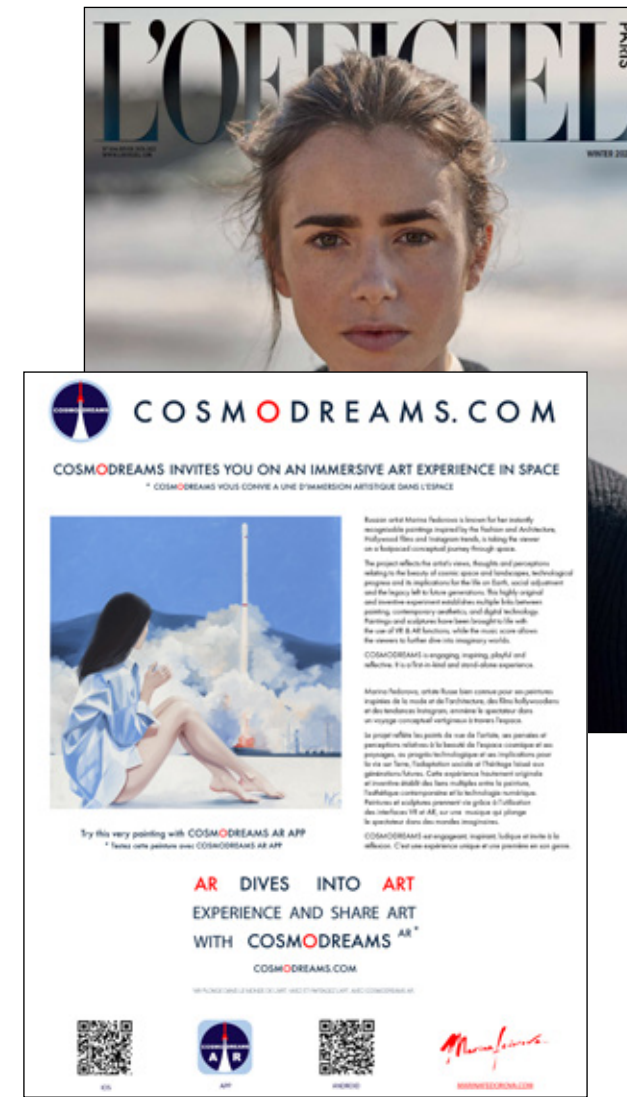 L'OFFICIEL
PARIS
WINTER 202
COSMODREAMS.COM
COSMODREAMS INVITES YOU ON AN IMMERSIVE ART EXPERIENCE IN SPACE
* COSMODREAMS VOUS CONVIE A UNE D'IMMERSION ARTISTIQUE DANS L'ESPACE
Russian artist Marina Fedorova is known for her instantly
recognisable paintings inspired by the Fashion and Architecture,
Hollywood films and Instagram trends, is taking the viewer
on a fastpaced conceptual journey through space.
The project reflects the artist's views, thoughts and perceptions
relating to the beauty of cosmic space and landscapes, technological
progress and its implications for the life on Earth, social adjustment
and the legacy left to future generations. This highly original
and inventive experiment establishes multiple links between
painting, contemporary aesthetics, and digital technology.
Paintings and sculptures have been brought to life with
the use of VR & AR functions, while the music score allows
the viewers to further dive into imaginary worlds.
COSMODREAMS is engaging, inspiring, playful and
reflective. It is a first-in-kind and stand-alone experience.
Marina Fedorova, artiste Russe bien connue pour ses peintures
inspirées de la mode et de l'architecture, des films hollywoodiens
et des tendances Instagram, emmène le spectateur dans
un voyage conceptuel vertigineux à travers l'espace.
Le projet reflète les points de vue de l'artiste, ses pensées et
perceptions relatives à la beauté de l'espace cosmique et ses
paysages, au progrès technologique et ses implications pour
la vie sur Terre, l'adaptation sociale et l'héritage laissé aux
générations futures. Cette expérience hautement originale
et inventive établit des liens multiples entre la peinture,
l'esthétique contemporaine et la technologie numérique.
Peintures et sculptures prennent vie grâce à l'utilisation
des interfaces VR et AR, sur une musique qui plonge
le spectateur dans des mondes imaginaires.
COSMODREAMS est engageant, inspirant, ludique et invite à la
réflexion. C'est une expérience unique et une première en son genre.
Try this very painting with COSMODREAMS AR APP
* Testez cette peinture avec COSMODREAMS AR APP
AR DIVES INTO ART
EXPERIENCE AND SHARE ART
WITH COSMODREAMS AR*
COSMODREAMS.COM
IOS
AR
APP
ANDROID
Marina Fedorova
MARINAFEDOROVA.COM